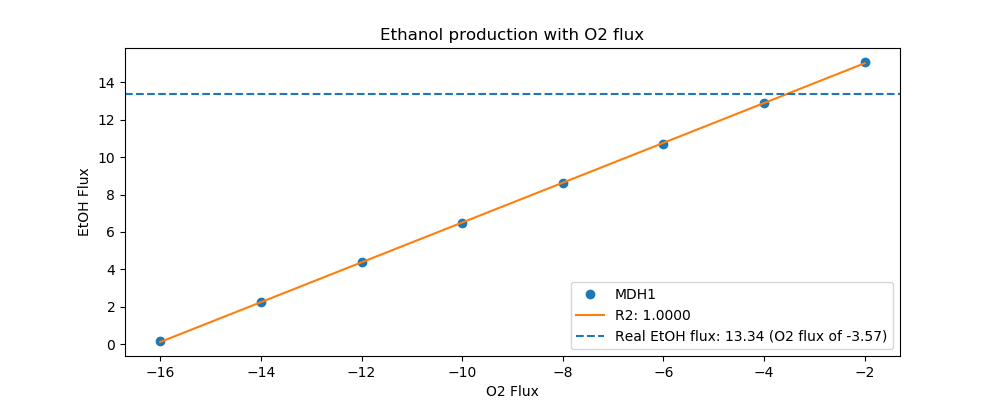 Ethanol production with O2 flux
EtOH Flux
14
12
10
8
6
4
2
0
MDH1
R2: 1.0000
Real EtOH flux: 13.34 (O2 flux of -3.57)
−16 −14 −12 −10 −8 −6 −4 −2
O2 Flux